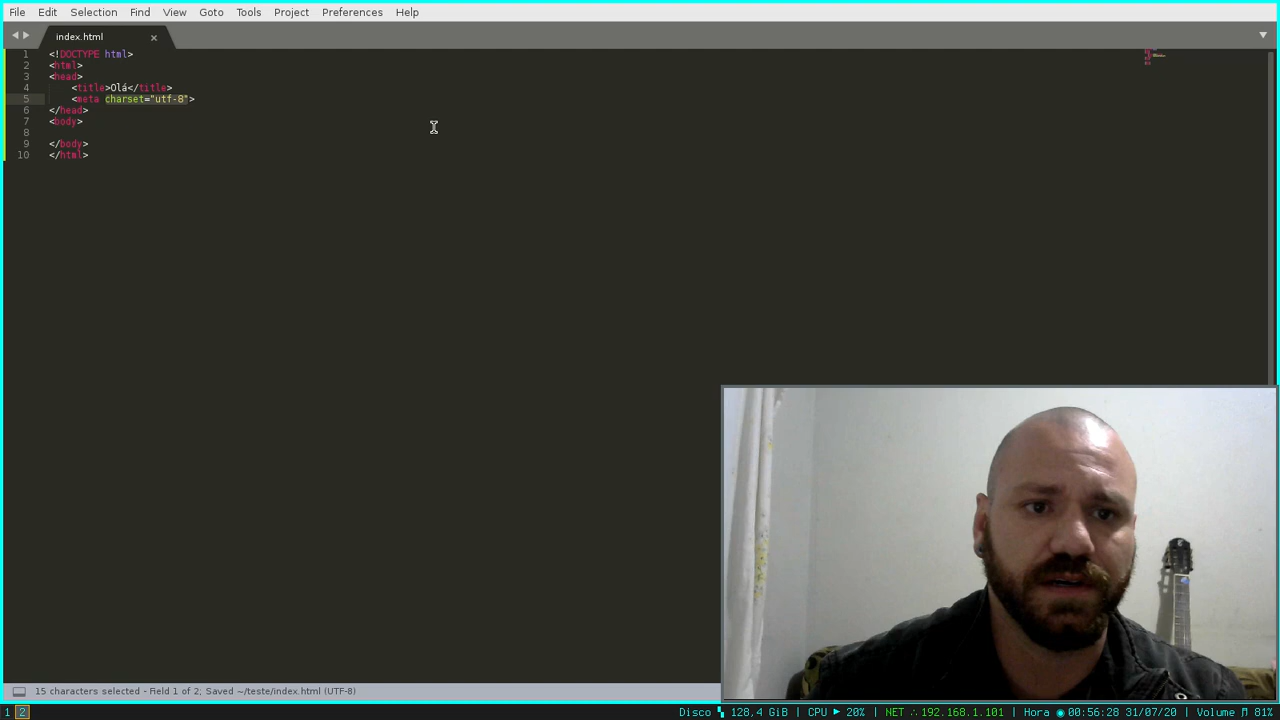 File Edit Selection Find View Goto Tools Project Preferences Help
index.html ×
1 <!DOCTYPE html>
2 <html>
3 <head>
4 <title>Olá</title>
5 <meta charset="utf-8">
6 </head>
7 <body>
8
9 </body>
10 </html>
15 characters selected - Field 1 of 2; Saved ~/teste/index.html (UTF-8)
1 2 Disco 128,4 GiB | CPU ► 20% | NET ∴ 192.168.1.101 | Hora ◉ 00:56:28 31/07/20 | Volume 81%